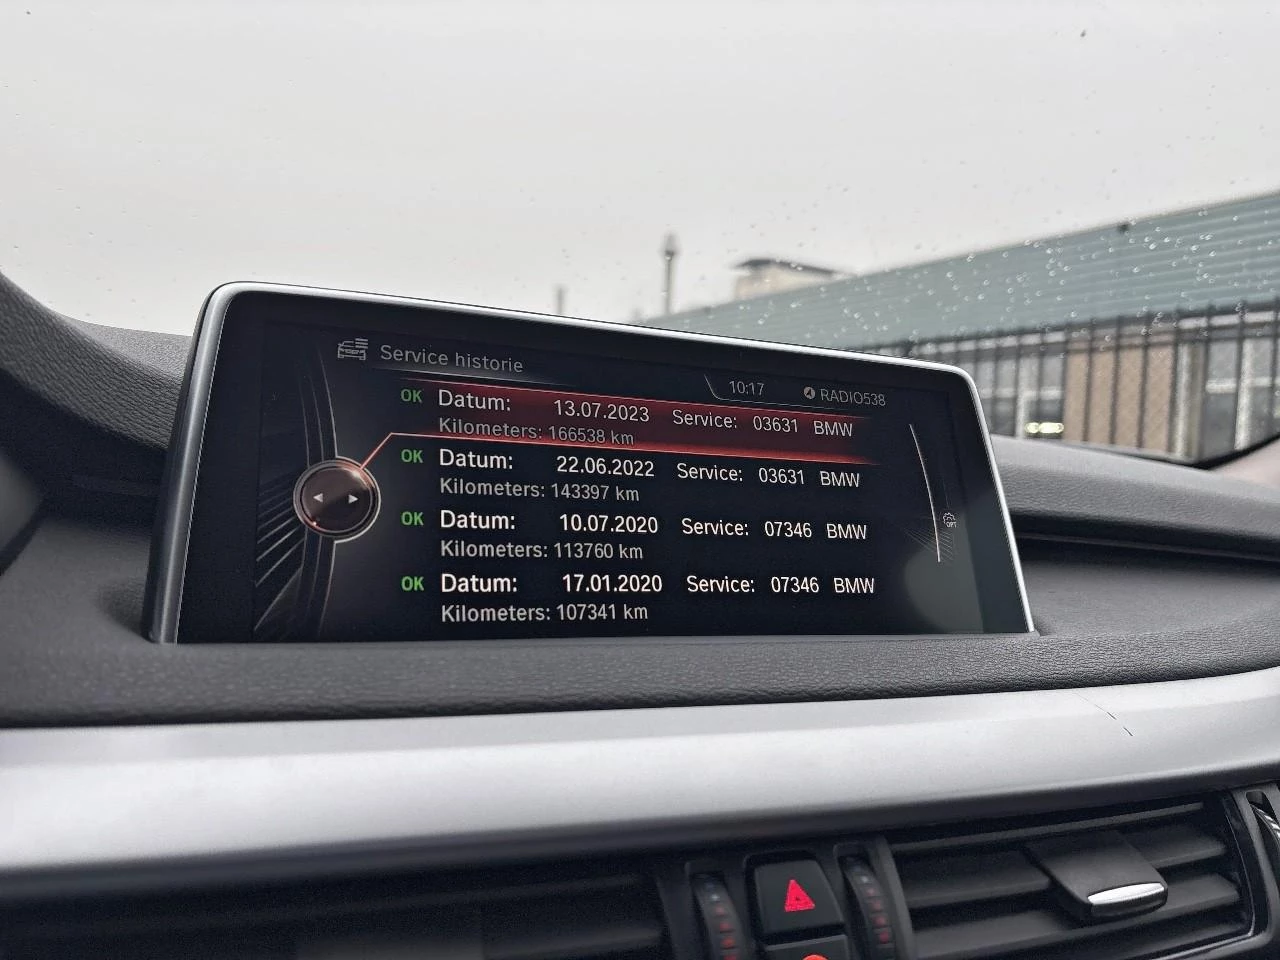 Service historie
10:17 RADIO538
OK Datum: 13.07.2023 Service: 03631 BMW
Kilometers: 166538 km
OK Datum: 22.06.2022 Service: 03631 BMW
Kilometers: 143397 km
OK Datum: 10.07.2020 Service: 07346 BMW
Kilometers: 113760 km
OK Datum: 17.01.2020 Service: 07346 BMW
Kilometers: 107341 km
OPT